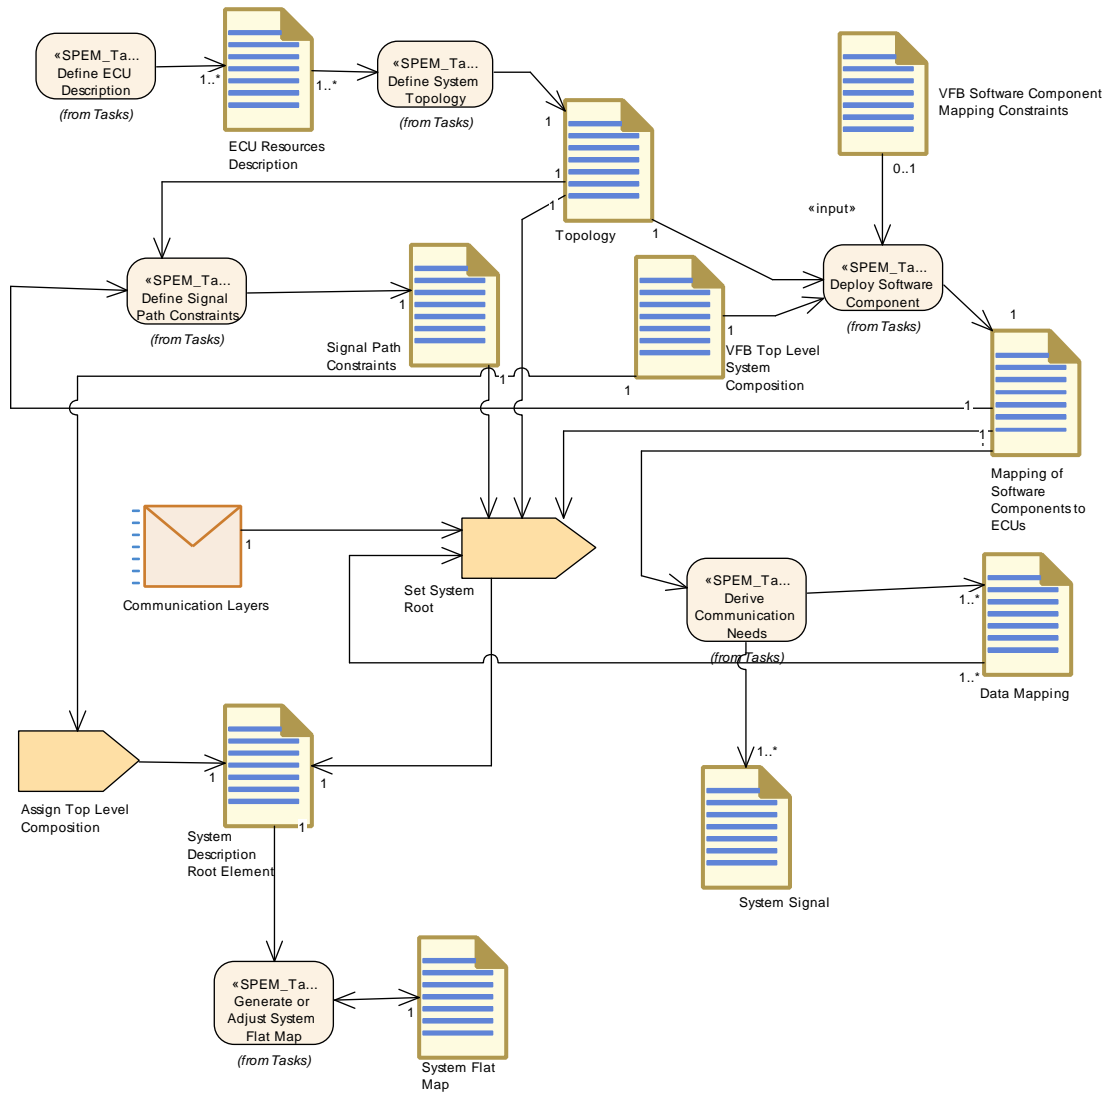 «SPEM_Ta...
Define ECU
Description
(from Tasks)
1..*
ECU Resources
Description
1..*
«SPEM_Ta...
Define System
Topology
(from Tasks)
1
Topology
1
1
1
VFB Software Component
Mapping Constraints
0..1
«input»
«SPEM_Ta...
Deploy Software
Component
(from Tasks)
1
«SPEM_Ta...
Define Signal
Path Constraints
(from Tasks)
1
Signal Path
Constraints
1
VFB Top Level
System
Composition
1
1
Mapping of
Software
Components to
ECUs
1
1
1
Communication Layers
1
Set System
Root
«SPEM_Ta...
Derive
Communication
Needs
(from Tasks)
1..*
1..*
Data Mapping
1..*
System Signal
Assign Top Level
Composition
1
1
1
System
Description
Root Element
«SPEM_Ta...
Generate or
Adjust System
Flat Map
(from Tasks)
1
System Flat
Map